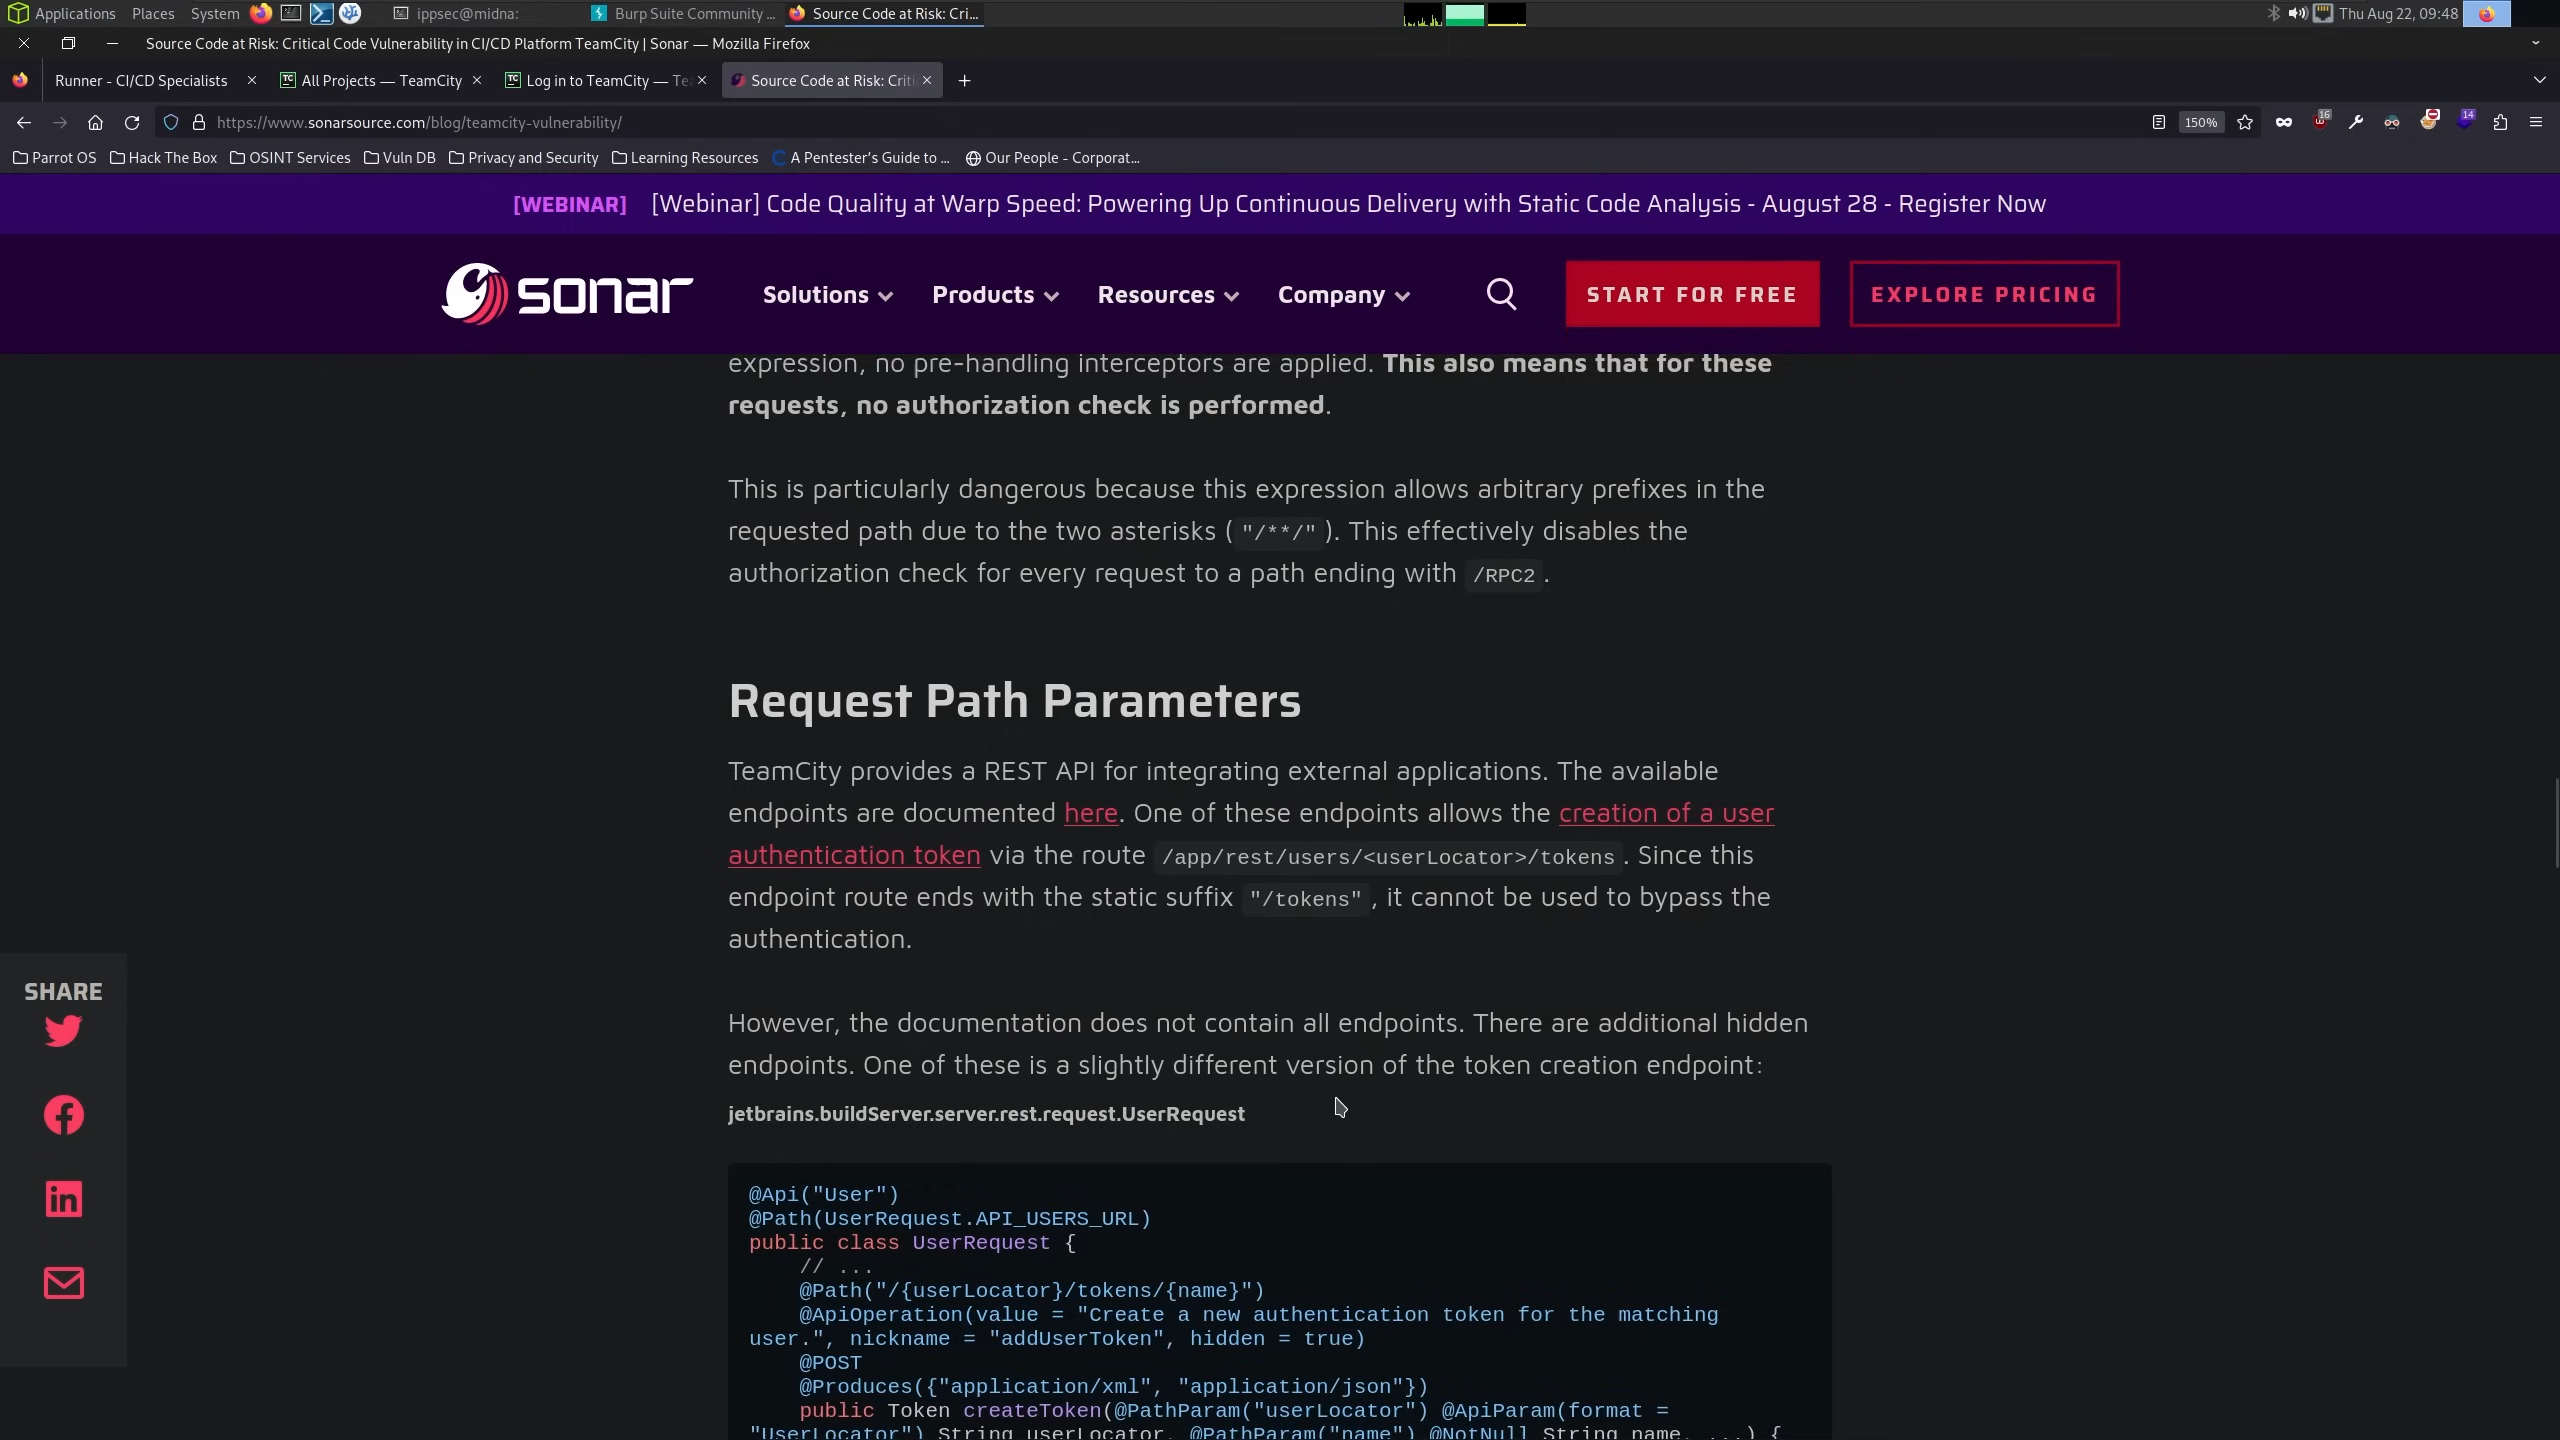 Applications Places System ippsec@midna: Burp Suite Community ... Source Code at Risk: Cri... Thu Aug 22, 09:48
Source Code at Risk: Critical Code Vulnerability in CI/CD Platform TeamCity | Sonar — Mozilla Firefox
Runner - CI/CD Specialists All Projects — TeamCity Log in to TeamCity — Te Source Code at Risk: Criti
https://www.sonarsource.com/blog/teamcity-vulnerability/ 150% 16 14
Parrot OS Hack The Box OSINT Services Vuln DB Privacy and Security Learning Resources A Pentester's Guide to ... Our People - Corporat...
[WEBINAR] [Webinar] Code Quality at Warp Speed: Powering Up Continuous Delivery with Static Code Analysis - August 28 - Register Now
sonar Solutions Products Resources Company START FOR FREE EXPLORE PRICING
expression, no pre-handling interceptors are applied. This also means that for these
requests, no authorization check is performed.
This is particularly dangerous because this expression allows arbitrary prefixes in the
requested path due to the two asterisks ( "/**/" ). This effectively disables the
authorization check for every request to a path ending with /RPC2 .
Request Path Parameters
TeamCity provides a REST API for integrating external applications. The available
endpoints are documented here. One of these endpoints allows the creation of a user
authentication token via the route /app/rest/users/<userLocator>/tokens . Since this
endpoint route ends with the static suffix "/tokens" , it cannot be used to bypass the
authentication.
However, the documentation does not contain all endpoints. There are additional hidden
endpoints. One of these is a slightly different version of the token creation endpoint:
jetbrains.buildServer.server.rest.request.UserRequest
@Api("User")
@Path(UserRequest.API_USERS_URL)
public class UserRequest {
// ...
@Path("/{userLocator}/tokens/{name}")
@ApiOperation(value = "Create a new authentication token for the matching
user.", nickname = "addUserToken", hidden = true)
@POST
@Produces({"application/xml", "application/json"})
public Token createToken(@PathParam("userLocator") @ApiParam(format =
"UserLocator") String userLocator, @PathParam("name") @NotNull String name, ...) {
SHARE